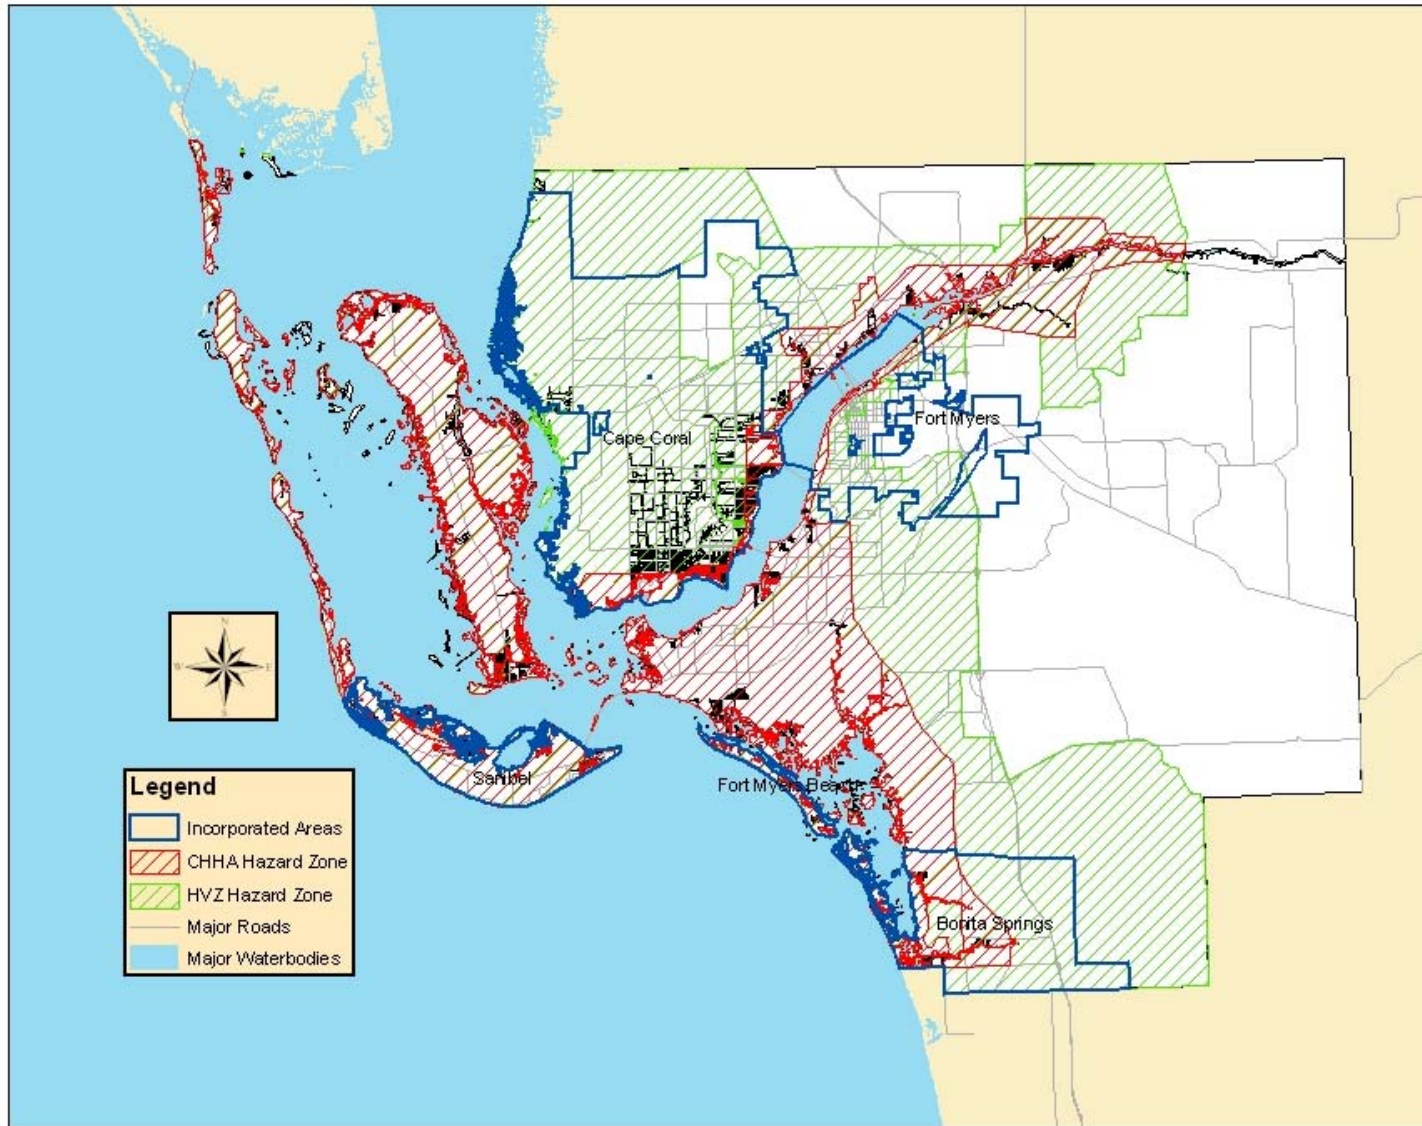 Cape Coral
Fort Myers
N
W E
S
Sanibel
Fort Myers Beach
Legend
Incorporated Areas
CHHA Hazard Zone
HVZ Hazard Zone
Major Roads
Major Waterbodies
Bonita Springs